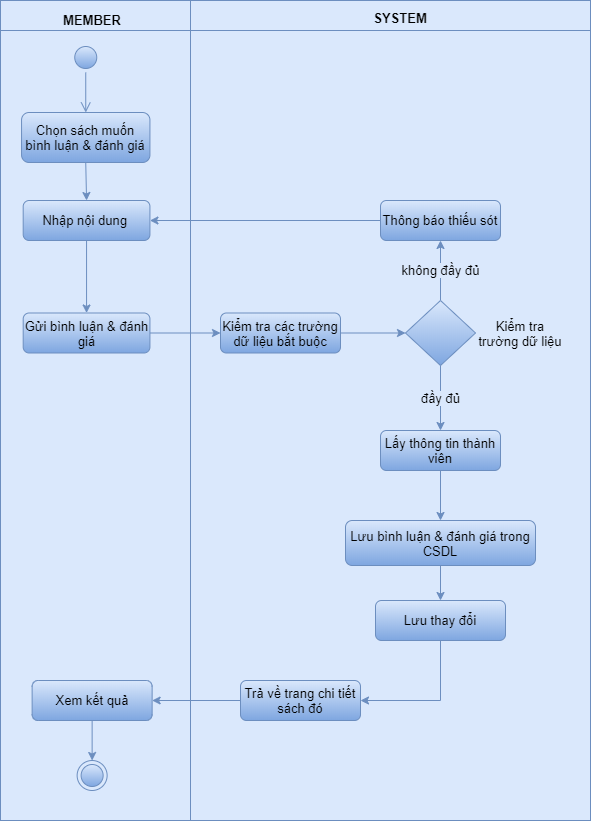 MEMBER
SYSTEM
Chọn sách muốn
bình luận & đánh giá
Nhập nội dung
Thông báo thiếu sót
không đầy đủ
Gửi bình luận & đánh
giá
Kiểm tra các trường
dữ liệu bắt buộc
Kiểm tra
trường dữ liệu
đầy đủ
Lấy thông tin thành
viên
Lưu bình luận & đánh giá trong
CSDL
Lưu thay đổi
Trả về trang chi tiết
sách đó
Xem kết quả